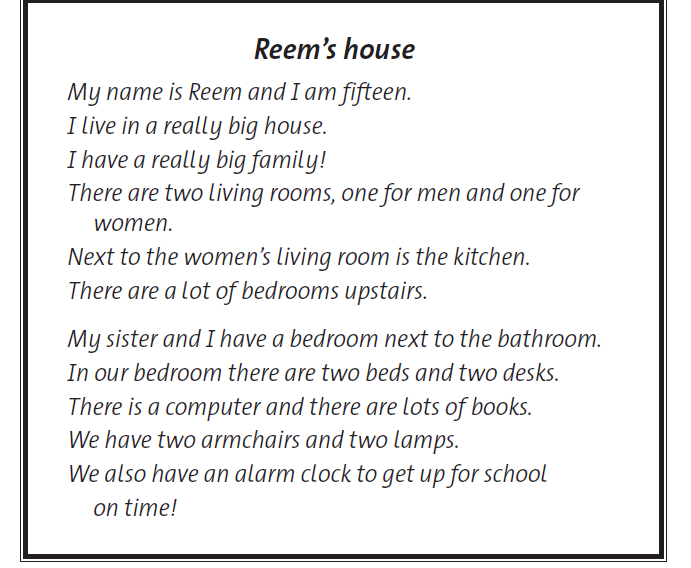 Reem's house
My name is Reem and I am fifteen.
I live in a really big house.
I have a really big family!
There are two living rooms, one for men and one for
women.
Next to the women's living room is the kitchen.
There are a lot of bedrooms upstairs.
My sister and I have a bedroom next to the bathroom.
In our bedroom there are two beds and two desks.
There is a computer and there are lots of books.
We have two armchairs and two lamps.
We also have an alarm clock to get up for school
on time!